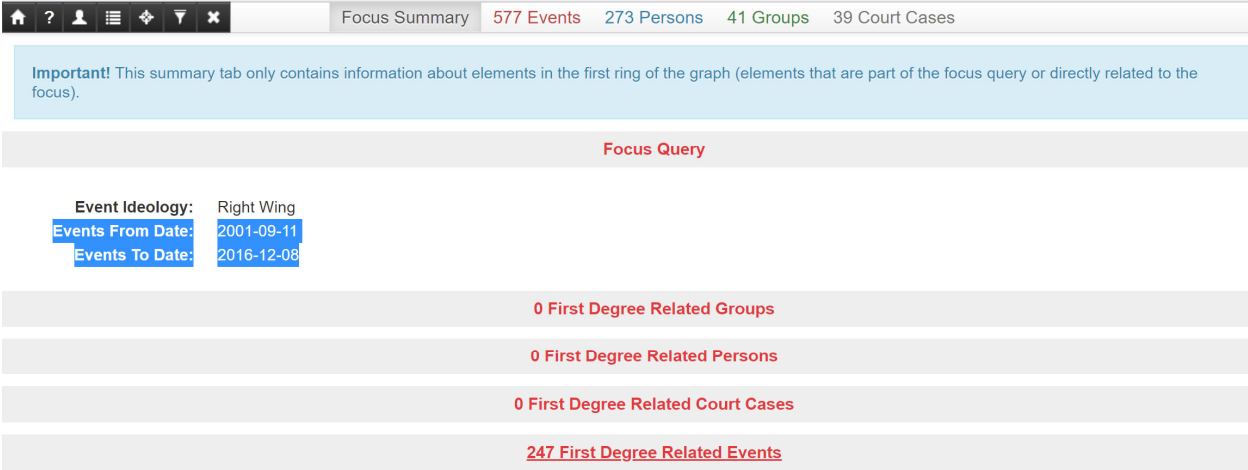 ? Focus Summary 577 Events 273 Persons 41 Groups 39 Court Cases
Important! This summary tab only contains information about elements in the first ring of the graph (elements that are part of the focus query or directly related to the
focus).
Focus Query
Event Ideology: Right Wing
Events From Date: 2001-09-11
Events To Date: 2016-12-08
0 First Degree Related Groups
0 First Degree Related Persons
0 First Degree Related Court Cases
247 First Degree Related Events